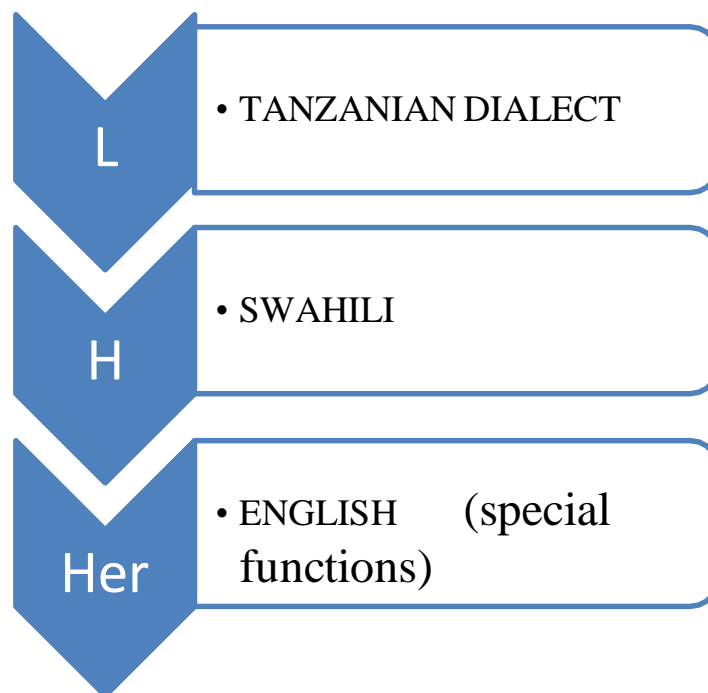 L
• TANZANIAN DIALECT
H
• SWAHILI
Her
• ENGLISH (special
functions)